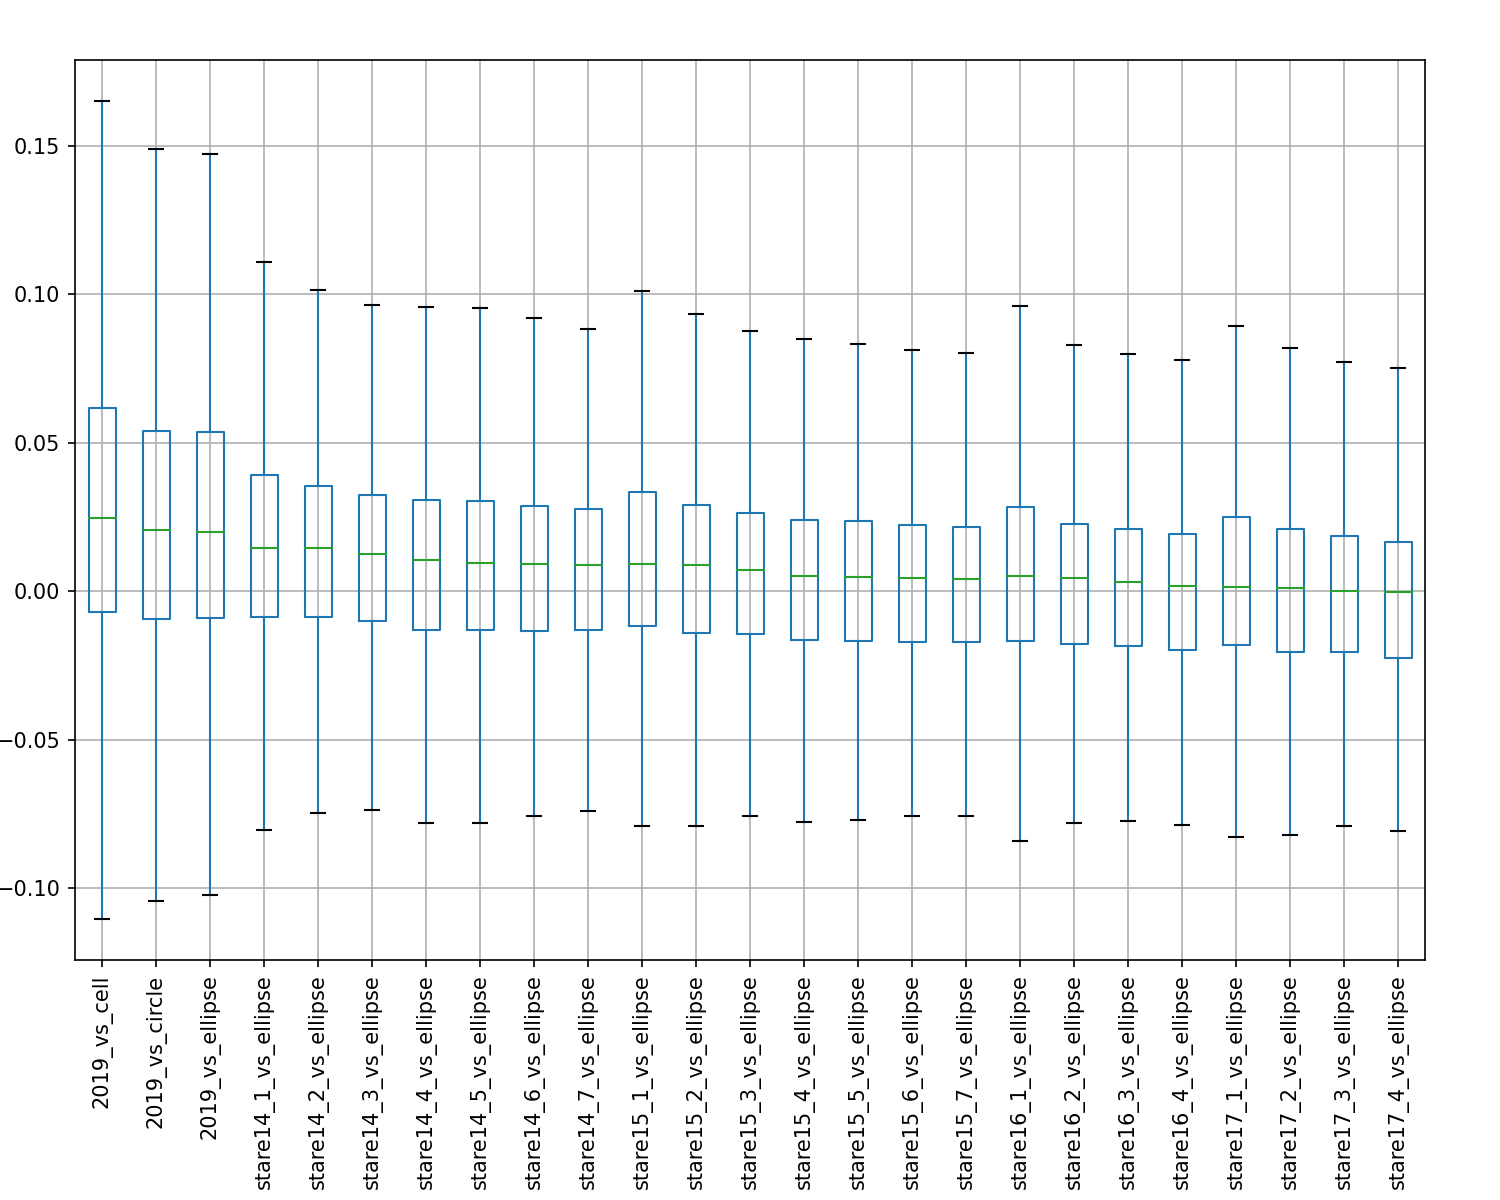 0.15
0.10
0.05
0.00
−0.05
−0.10
2019_vs_cell
2019_vs_circle
2019_vs_ellipse
stare14_1_vs_ellipse
stare14_2_vs_ellipse
stare14_3_vs_ellipse
stare14_4_vs_ellipse
stare14_5_vs_ellipse
stare14_6_vs_ellipse
stare14_7_vs_ellipse
stare15_1_vs_ellipse
stare15_2_vs_ellipse
stare15_3_vs_ellipse
stare15_4_vs_ellipse
stare15_5_vs_ellipse
stare15_6_vs_ellipse
stare15_7_vs_ellipse
stare16_1_vs_ellipse
stare16_2_vs_ellipse
stare16_3_vs_ellipse
stare16_4_vs_ellipse
stare17_1_vs_ellipse
stare17_2_vs_ellipse
stare17_3_vs_ellipse
stare17_4_vs_ellipse